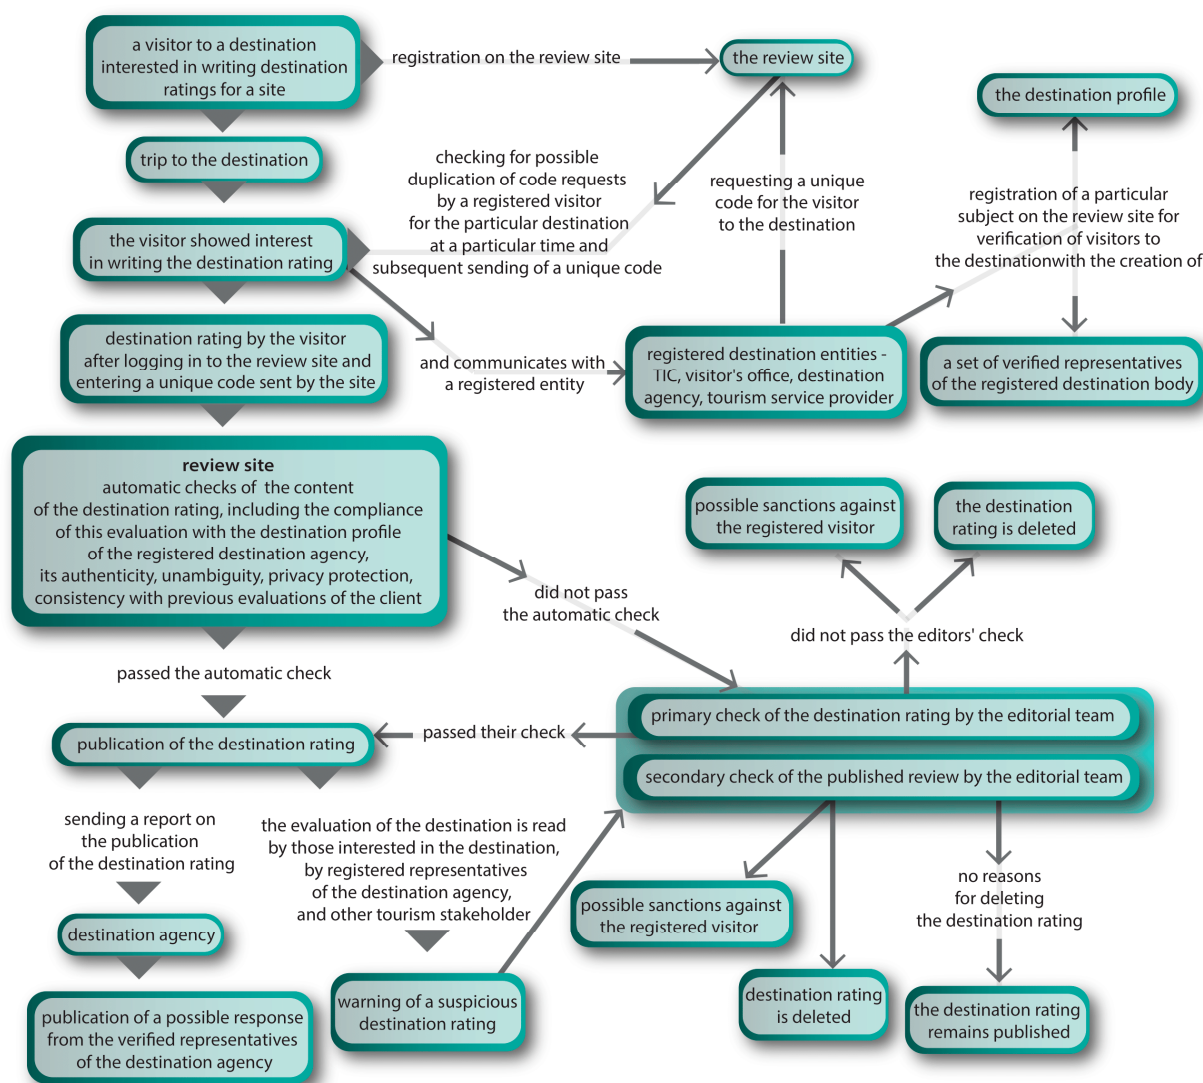 a visitor to a destination
interested in writing destination
ratings for a site
registration on the review site
the review site
the destination profile
trip to the destination
checking for possible
duplication of code requests
by a registered visitor
for the particular destination
at a particular time and
subsequent sending of a unique code
requesting a unique
code for the visitor
to the destination
registration of a particular
subject on the review site for
verification of visitors to
the destinationwith the creation of
the visitor showed interest
in writing the destination rating
destination rating by the visitor
after logging in to the review site and
entering a unique code sent by the site
and communicates with
a registered entity
registered destination entities -
TIC, visitor's office, destination
agency, tourism service provider
a set of verified representatives
of the registered destination body
review site
automatic checks of the content
of the destination rating, including the compliance
of this evaluation with the destination profile
of the registered destination agency,
its authenticity, unambiguity, privacy protection,
consistency with previous evaluations of the client
possible sanctions against
the registered visitor
the destination
rating is deleted
did not pass
the automatic check
did not pass the editors' check
passed the automatic check
primary check of the destination rating by the editorial team
passed their check
publication of the destination rating
secondary check of the published review by the editorial team
sending a report on
the publication
of the destination rating
the evaluation of the destination is read
by those interested in the destination,
by registered representatives
of the destination agency,
and other tourism stakeholder
no reasons
for deleting
the destination rating
possible sanctions against
the registered visitor
destination agency
warning of a suspicious
destination rating
destination rating
is deleted
the destination rating
remains published
publication of a possible response
from the verified representatives
of the destination agency